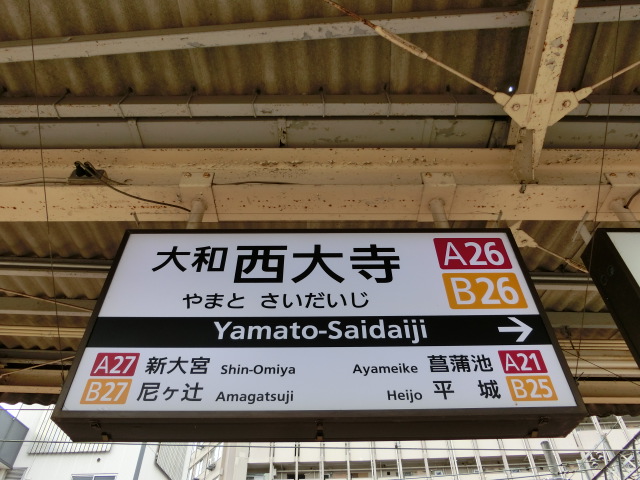 大和西大寺 A26
B26
やまと さいだいじ
Yamato-Saidaiji →
A27 新大宮 Shin-Omiya Ayameike 菖蒲池 A21
B27 尼ヶ辻 Amagatsuji Heijo 平城 B25